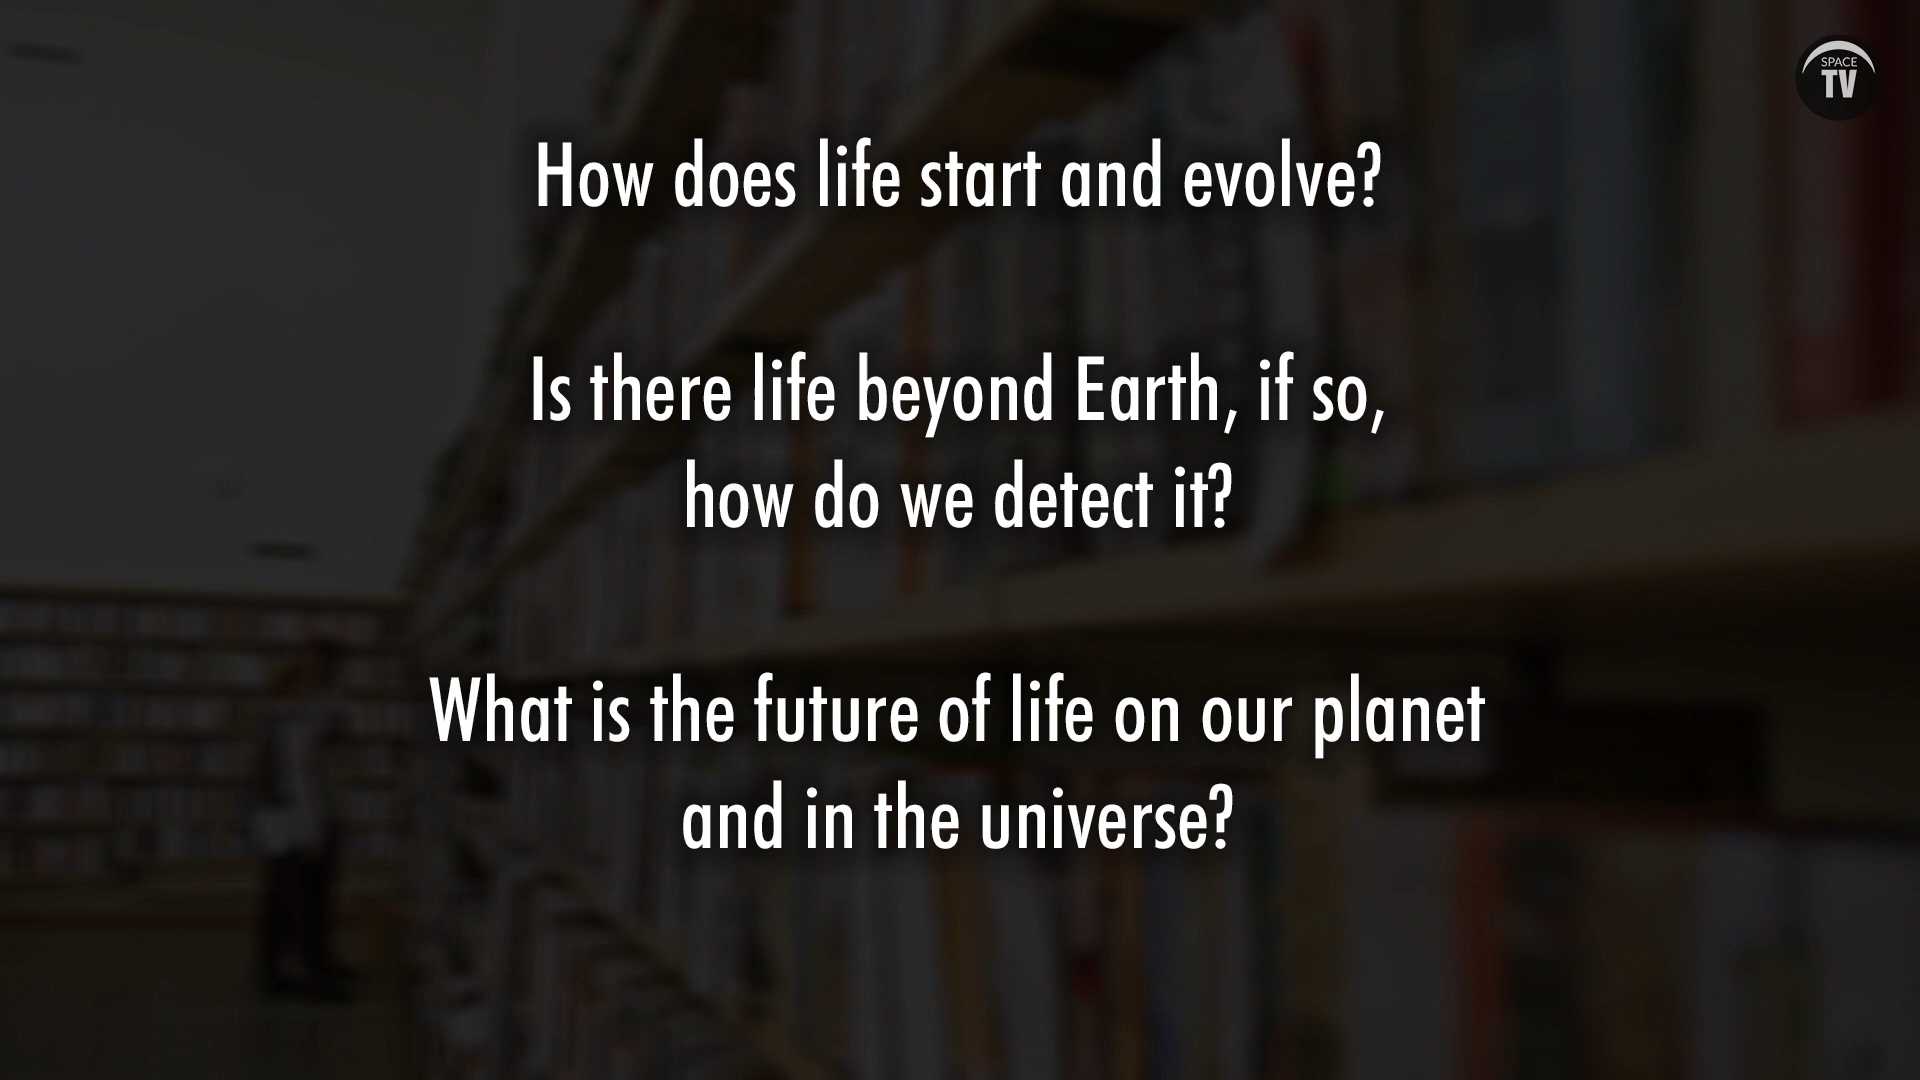 SPACE
TV
How does life start and evolve?
Is there life beyond Earth, if so,
how do we detect it?
What is the future of life on our planet
and in the universe?